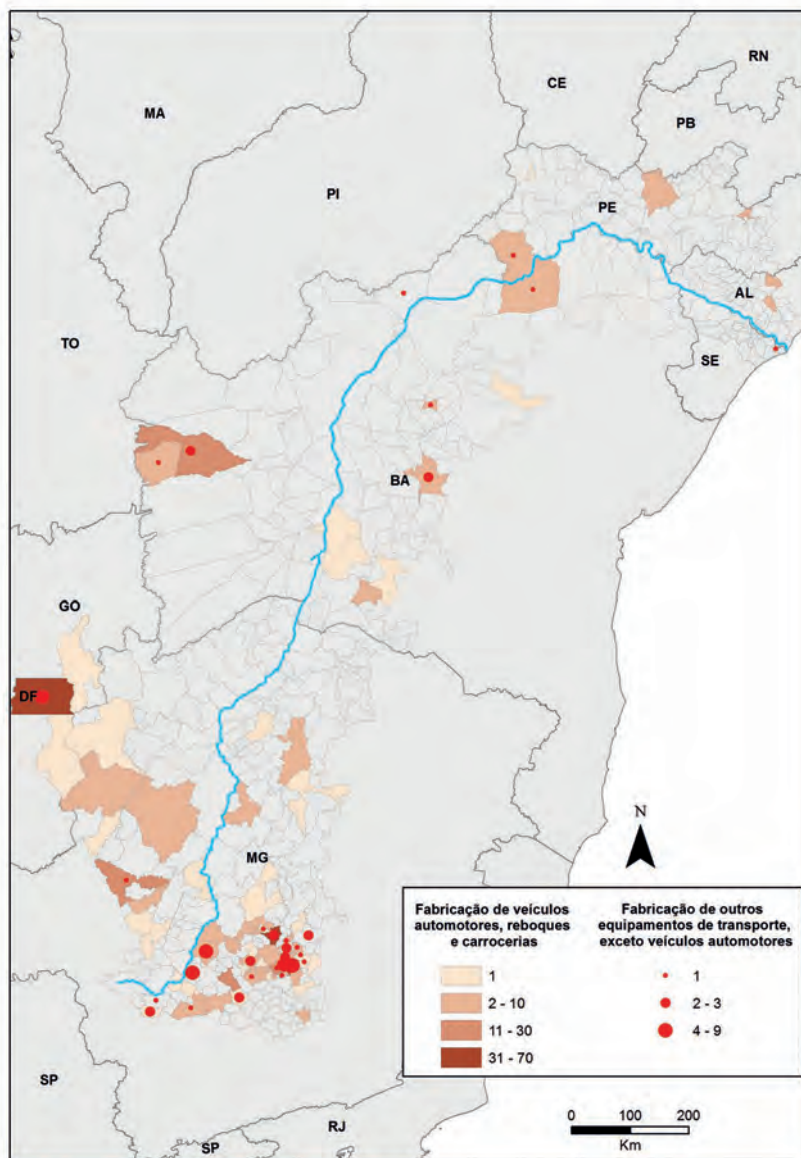 RN
CE
MA
PB
PI
PE
AL
TO
SE
BA
GO
DF
N
MG
Fabricação de veículos
automotores, reboques
e carrocerias
1
2 - 10
11 - 30
31 - 70
Fabricação de outros
equipamentos de transporte,
exceto veículos automotores
1
2 - 3
4 - 9
SP
RJ
SP
0 100 200
Km